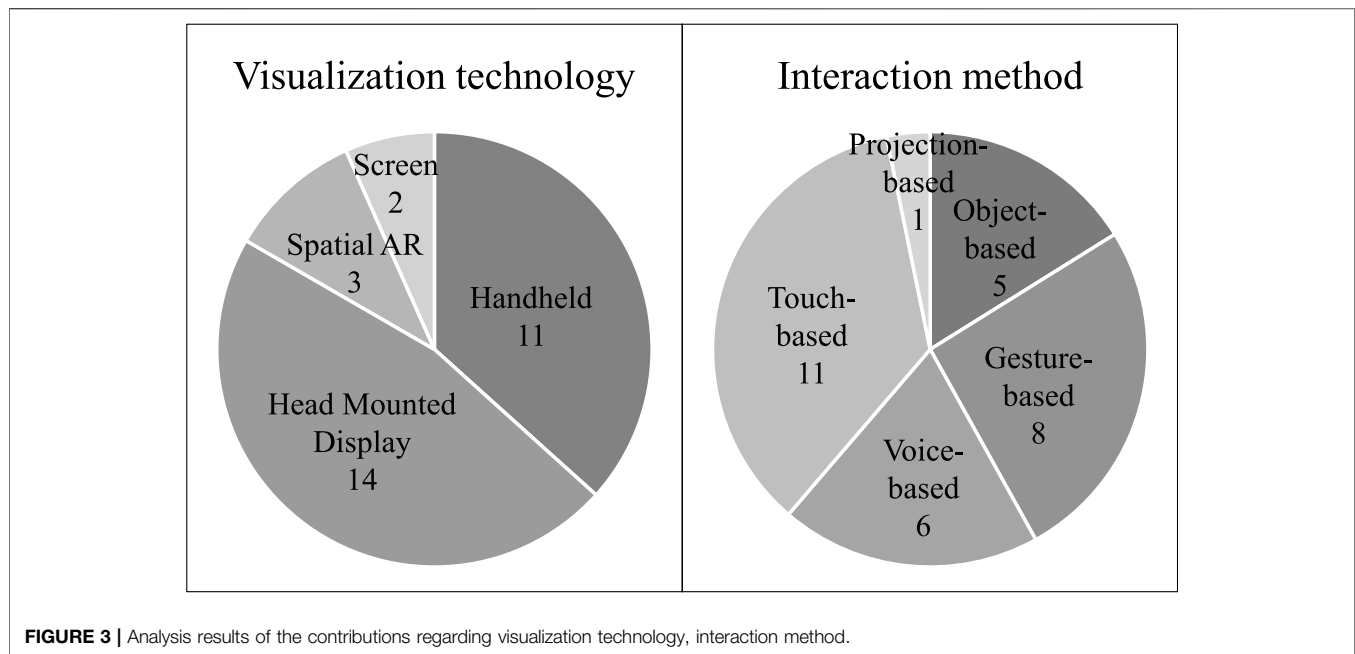 Visualization technology
Screen
2
Spatial AR
3
Handheld
11
Head Mounted
Display
14
Interaction method
Projection-
based
1
Object-
based
5
Touch-
based
11
Gesture-
based
8
Voice-
based
6
FIGURE 3 | Analysis results of the contributions regarding visualization technology, interaction method.